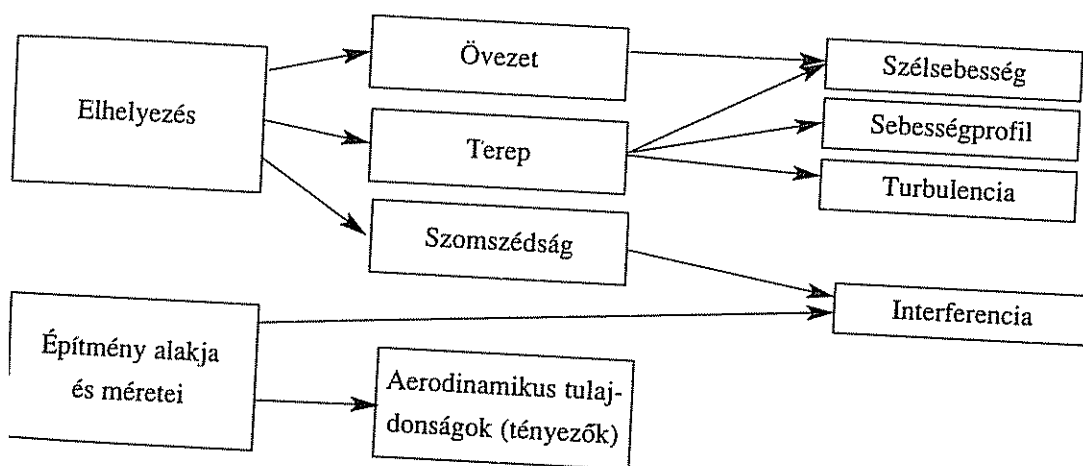 Elhelyezés
Övezet
Terep
Szomszédság
Szélsebesség
Sebességprofil
Turbulencia
Interferencia
Építmény alakja
és méretei
Aerodinamikus tulaj-
donságok (tényezők)